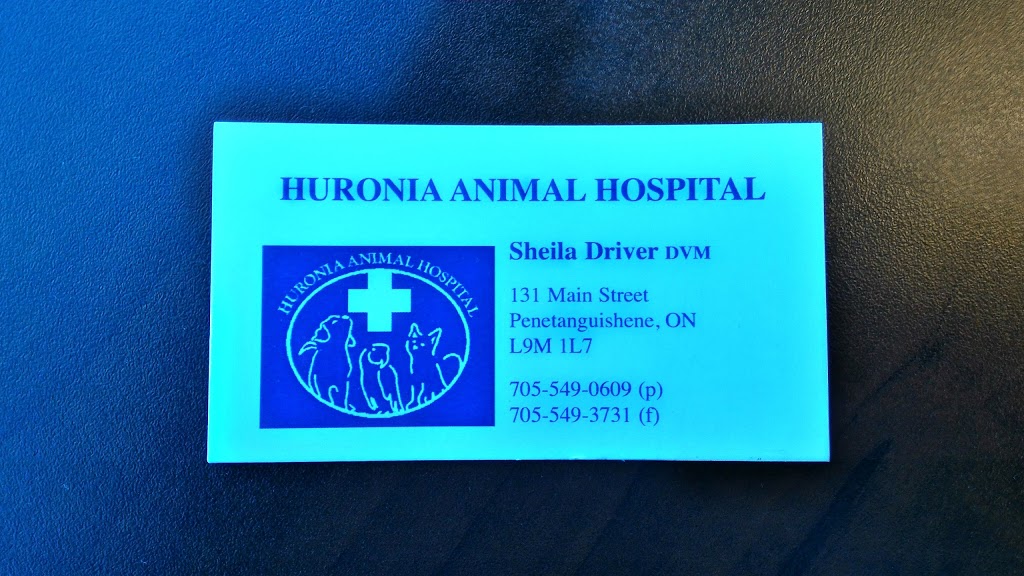 HURONIA ANIMAL HOSPITAL
HURONIA ANIMAL HOSPITAL
Sheila Driver DVM
131 Main Street
Penetanguishene, ON
L9M 1L7
705-549-0609 (p)
705-549-3731 (f)